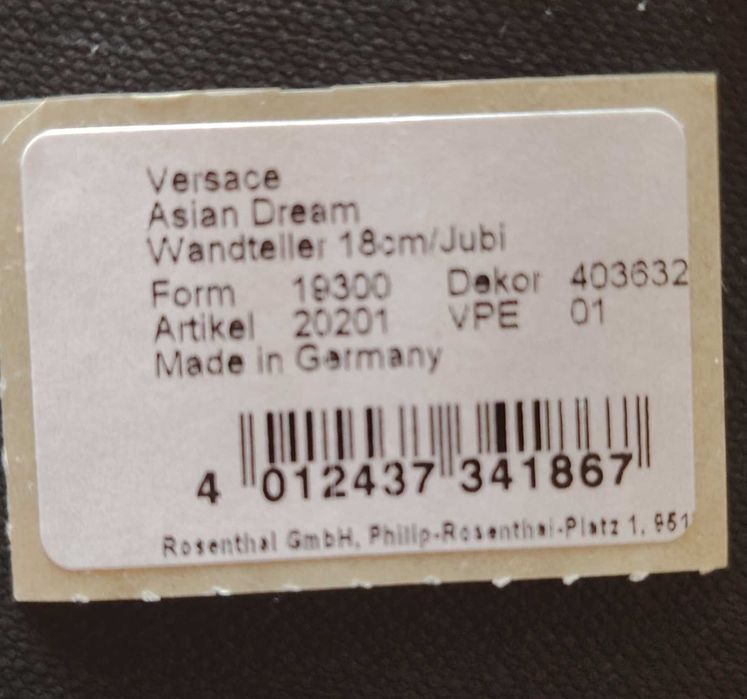 Versace
Asian Dream
Wandteller 18cm/Jubi
Form 19300 Dekor 403632
Artikel 20201 VPE 01
Made in Germany
4 012437 341867
Rosenthal GmbH, Philip-Rosenthal-Platz 1, 951